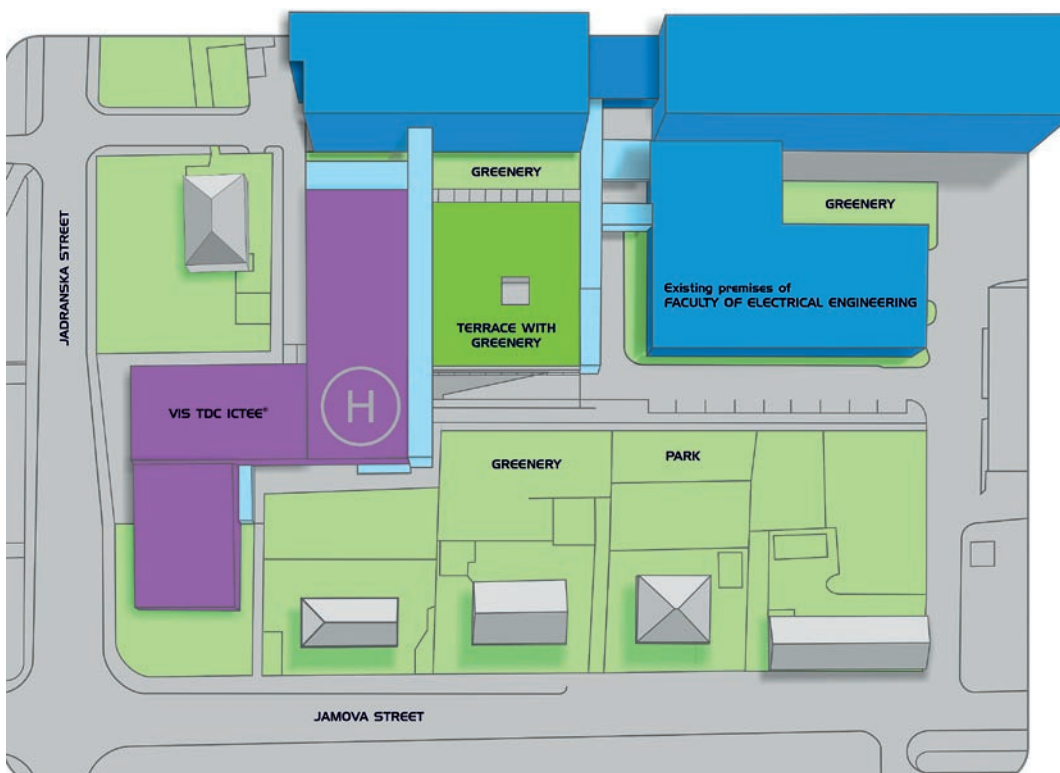 GREENERY
GREENERY
JADRANSKA STREET
Existing premises of
FACULTY OF ELECTRICAL ENGINEERING
TERRACE WITH
GREENERY
VIS TDC ICTEE®
H
GREENERY
PARK
JAMOVA STREET